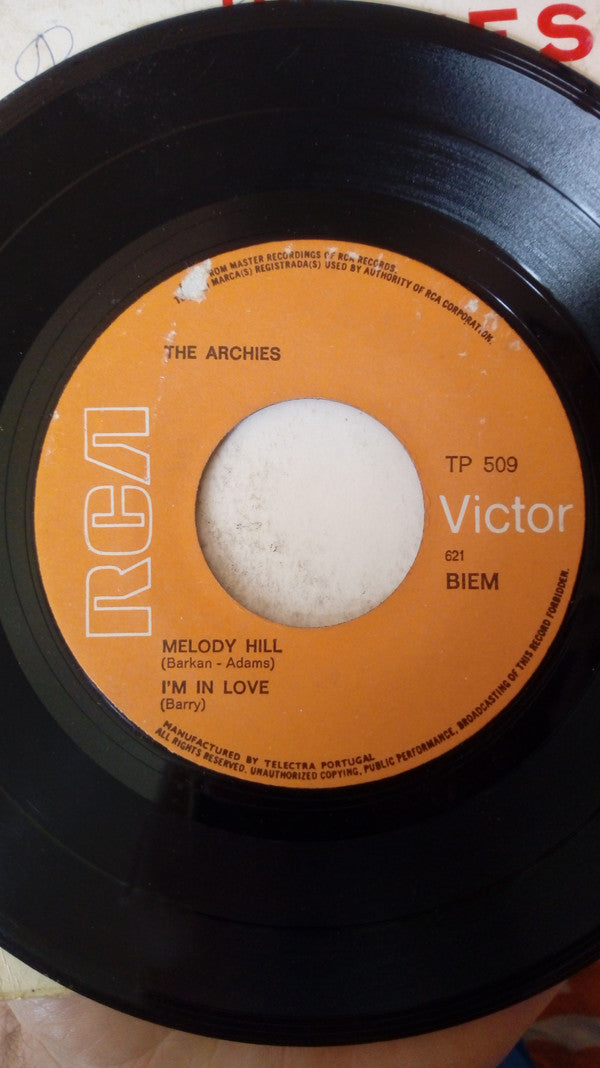 ES
ROM MASTER RECORDINGS OF RCA RECORDS.
MARCA(S) REGISTRADA(S) USED BY AUTHORITY OF RCA CORPORATION.
THE ARCHIES
RCA
TP 509
Victor
621
BIEM
MELODY HILL
(Barkan - Adams)
I'M IN LOVE
(Barry)
MANUFACTURED BY TELECTRA PORTUGAL
ALL RIGHTS RESERVED. UNAUTHORIZED COPYING, PUBLIC PERFORMANCE, BROADCASTING OF THIS RECORD FORBIDDEN.